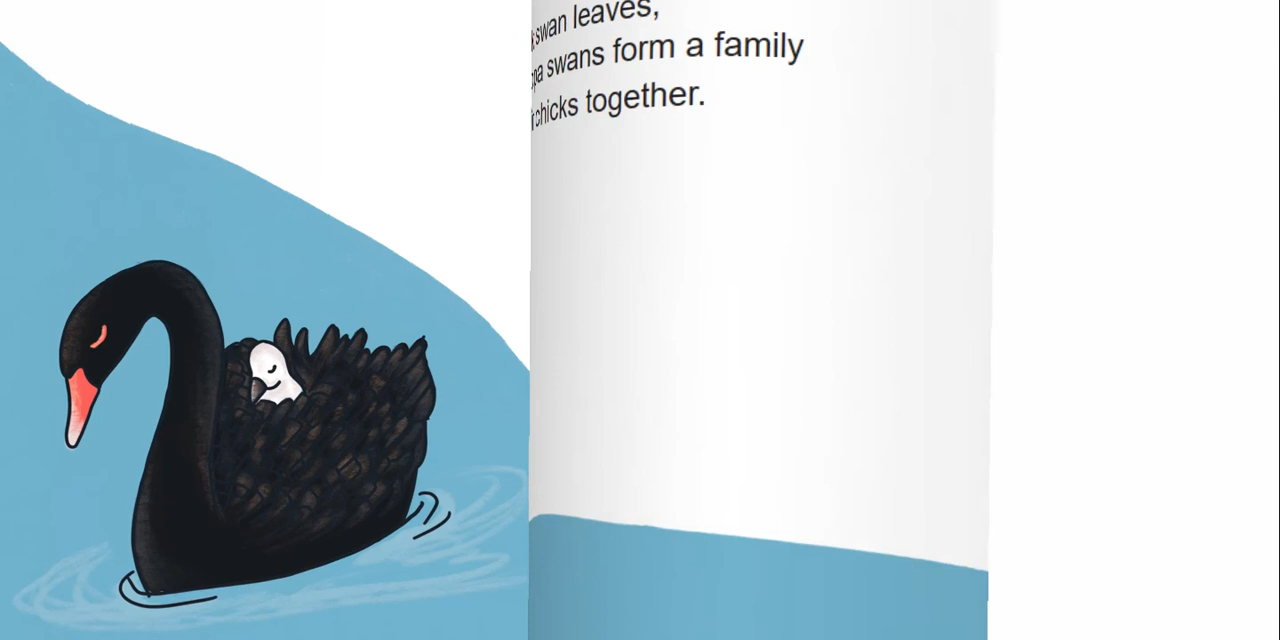 swan leaves,
swans form a family
chicks together.